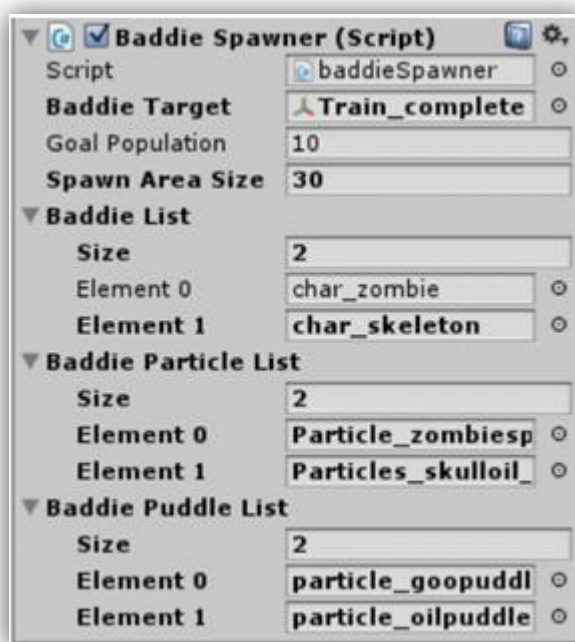 Baddie Spawner (Script)
Script baddieSpawner
Baddie Target Train_complete
Goal Population 10
Spawn Area Size 30
Baddie List
Size 2
Element 0 char_zombie
Element 1 char_skeleton
Baddie Particle List
Size 2
Element 0 Particle_zombiesp
Element 1 Particles_skulloil_
Baddie Puddle List
Size 2
Element 0 particle_goopuddl
Element 1 particle_oilpuddle